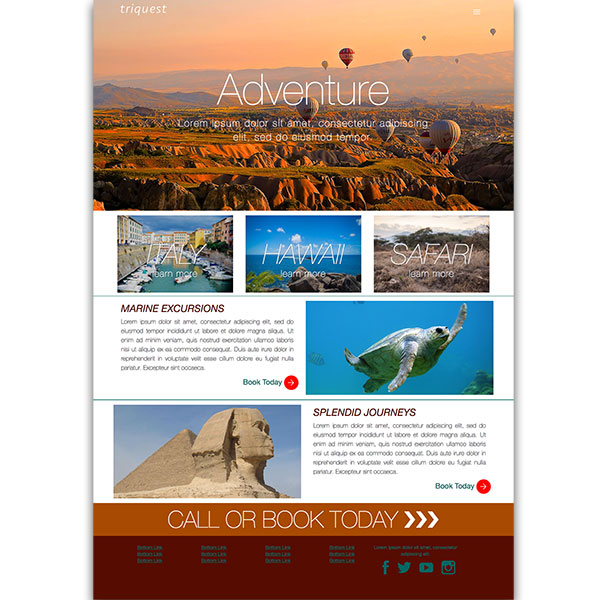 triquest
Adventure
Lorem ipsum dolor sit amet, consectetur adipiscing
elit, sed do eiusmod tempor.
ITALY
learn more
HAWAII
learn more
SAFARI
learn more
MARINE EXCURSIONS
Lorem ipsum dolor sit amet, consectetur adipiscing
elit, sed do eiusmod tempor incididunt ut labore et
dolore magna aliqua.
Ut enim ad minim veniam, quis nostrud exercitation ullamco laboris
nisi ut aliquip ex ea commodo consequat. Duis aute irure dolor in
reprehenderit in voluptate velit esse cillum dolore eu fugiat nulla
pariatur. Excepteur sint occaeca.
Book Today
SPLENDID JOURNEYS
Lorem ipsum dolor sit amet, consectetur adipiscing elit, sed do
eiusmod tempor incididunt ut labore et dolore magna aliqua. Ut
enim ad minim veniam, quis nostrud exercitation ullamco laboris
nisi ut aliquip ex ea commodo consequat. Duis aute irure dolor in
reprehenderit in voluptate velit esse cillum dolore eu fugiat nulla
pariatur. Excepteur sint occaeca.
Book Today
CALL OR BOOK TODAY
Bottom Link Bottom Link Bottom Link Bottom Link
Bottom Link Bottom Link Bottom Link Bottom Link
Bottom Link Bottom Link Bottom Link Bottom Link
Lorem ipsum dolor sit amet, consectetur
adipiscing elit.